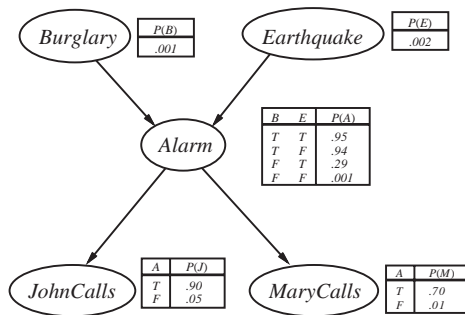 Burglary
P(B)
.001
Earthquake
P(E)
.002
Alarm
B E P(A)
T T .95
T F .94
F T .29
F F .001
JohnCalls
A P(J)
T .90
F .05
MaryCalls
A P(M)
T .70
F .01